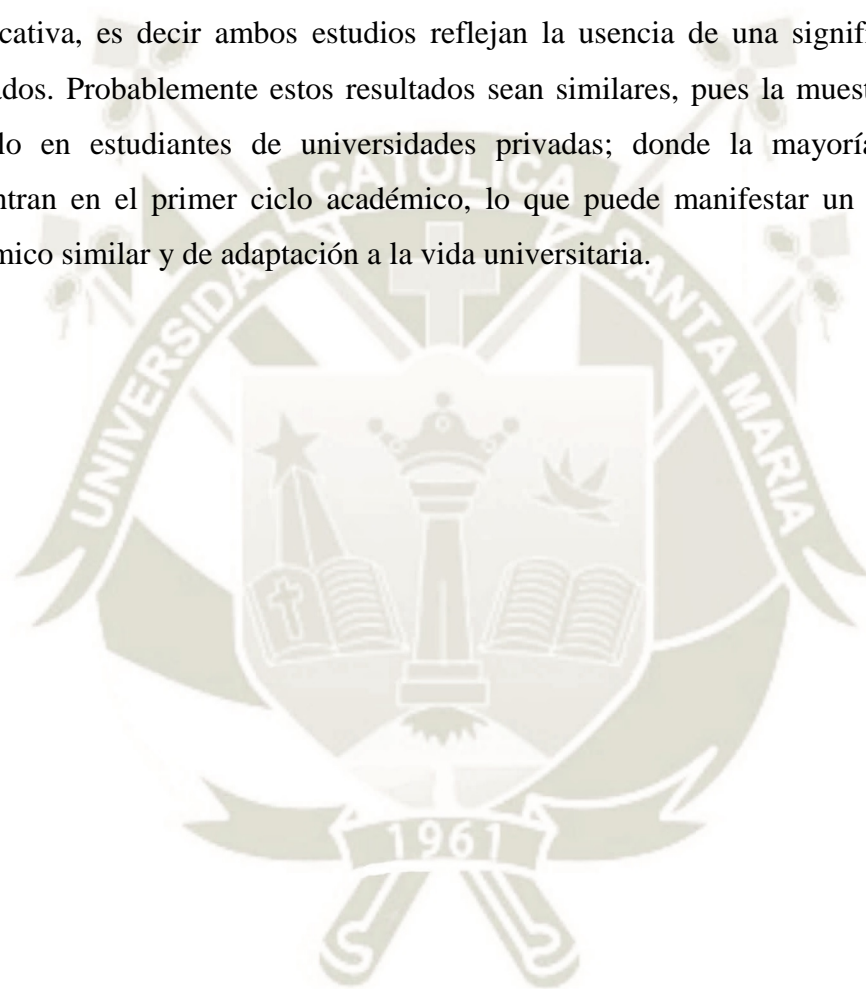 cativa, es decir ambos estudios reflejan la usencia de una signifi
ados. Probablemente estos resultados sean similares, pues la muest
lo en estudiantes de universidades privadas; donde la mayoría
ntran en el primer ciclo académico, lo que puede manifestar un
mico similar y de adaptación a la vida universitaria.
UNIVERSIDAD CATOLICA SANTA MARIA
1961